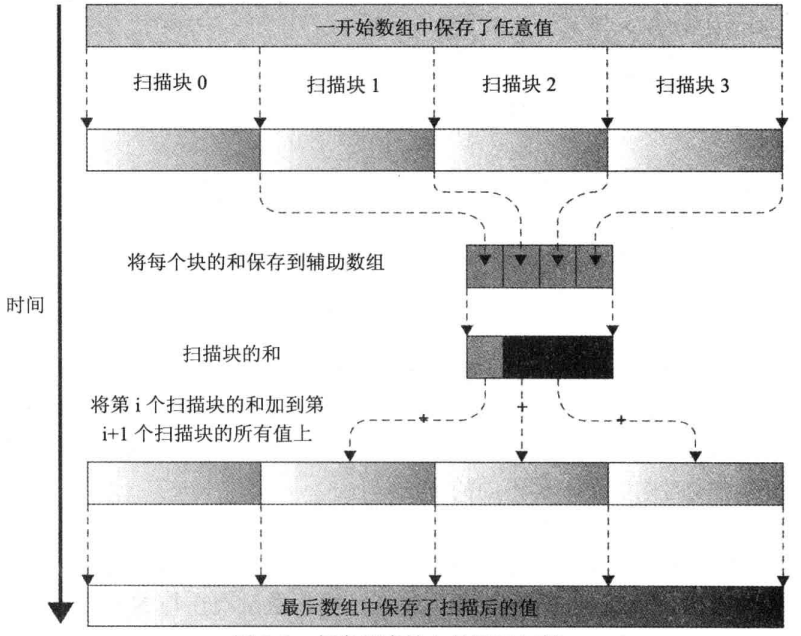 一开始数组中保存了任意值
扫描块 0
扫描块 1
扫描块 2
扫描块 3
将每个块的和保存到辅助数组
时间
扫描块的和
将第 i 个扫描块的和加到第
i+1 个扫描块的所有值上
+
+
+
最后数组中保存了扫描后的值